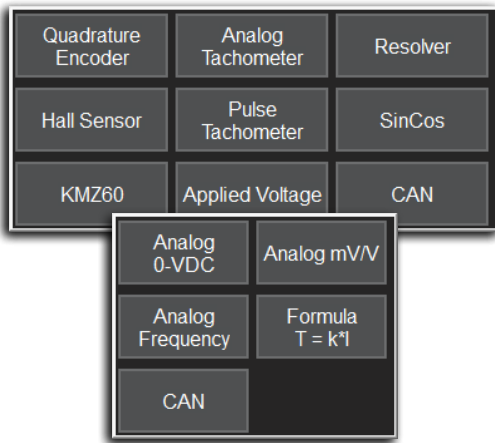 Quadrature
Encoder
Analog
Tachometer
Resolver
Hall Sensor
Pulse
Tachometer
SinCos
KMZ60
Applied Voltage
CAN
Analog
0-VDC
Analog mV/V
Analog
Frequency
Formula
T = k*I
CAN